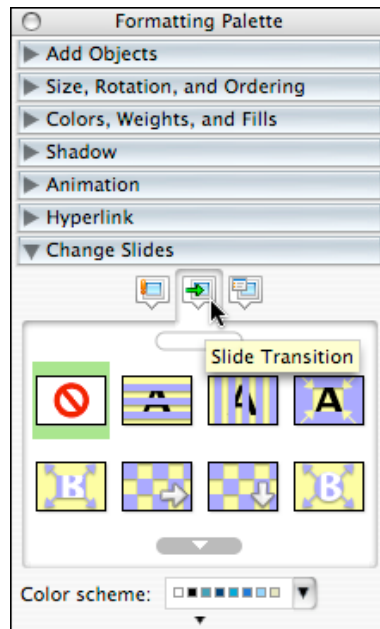 Formatting Palette
Add Objects
Size, Rotation, and Ordering
Colors, Weights, and Fills
Shadow
Animation
Hyperlink
Change Slides
Slide Transition
A A A
B B
Color scheme: